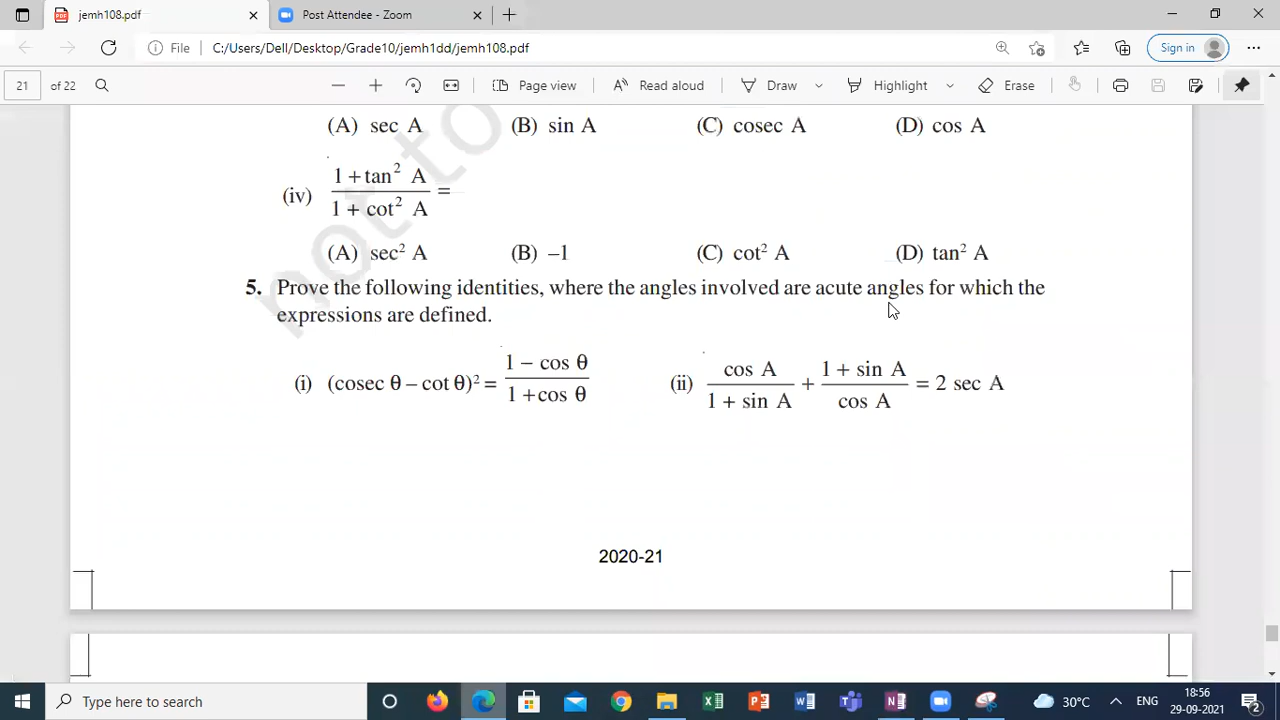 jemh108.pdf
Post Attendee - Zoom
File
C:/Users/Dell/Desktop/Grade10/jemh1dd/jemh108.pdf
Sign in
21 of 22
Page view
Read aloud
Draw
Highlight
Erase
not to
(A) sec A (B) sin A (C) cosec A (D) cos A
(iv) (1 + tan² A)/(1 + cot² A) =
(A) sec² A (B) –1 (C) cot² A (D) tan² A
5. Prove the following identities, where the angles involved are acute angles for which the
expressions are defined.
(i) (cosec θ – cot θ)² = (1 – cos θ)/(1 + cos θ) (ii) cos A/(1 + sin A) + (1 + sin A)/cos A = 2 sec A
2020-21
Type here to search
30°C
ENG
18:56
29-09-2021
2